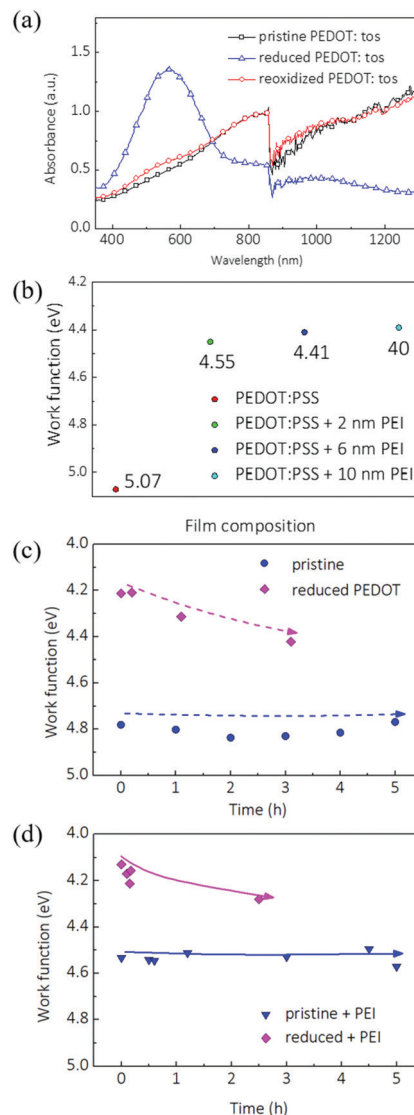 (a)
pristine PEDOT: tos
reduced PEDOT: tos
reoxidized PEDOT: tos
1.5
1.0
0.5
0.0
Absorbance (a.u.)
400 600 800 1000 1200
Wavelength (nm)
(b)
4.2
4.4
4.6
4.8
5.0
Work function (eV)
5.07
4.55
4.41
40
PEDOT:PSS
PEDOT:PSS + 2 nm PEI
PEDOT:PSS + 6 nm PEI
PEDOT:PSS + 10 nm PEI
Film composition
(c)
4.0
4.2
4.4
4.6
4.8
5.0
Work function (eV)
pristine
reduced PEDOT
0 1 2 3 4 5
Time (h)
(d)
4.0
4.2
4.4
4.6
4.8
5.0
Work function (eV)
pristine + PEI
reduced + PEI
0 1 2 3 4 5
Time (h)